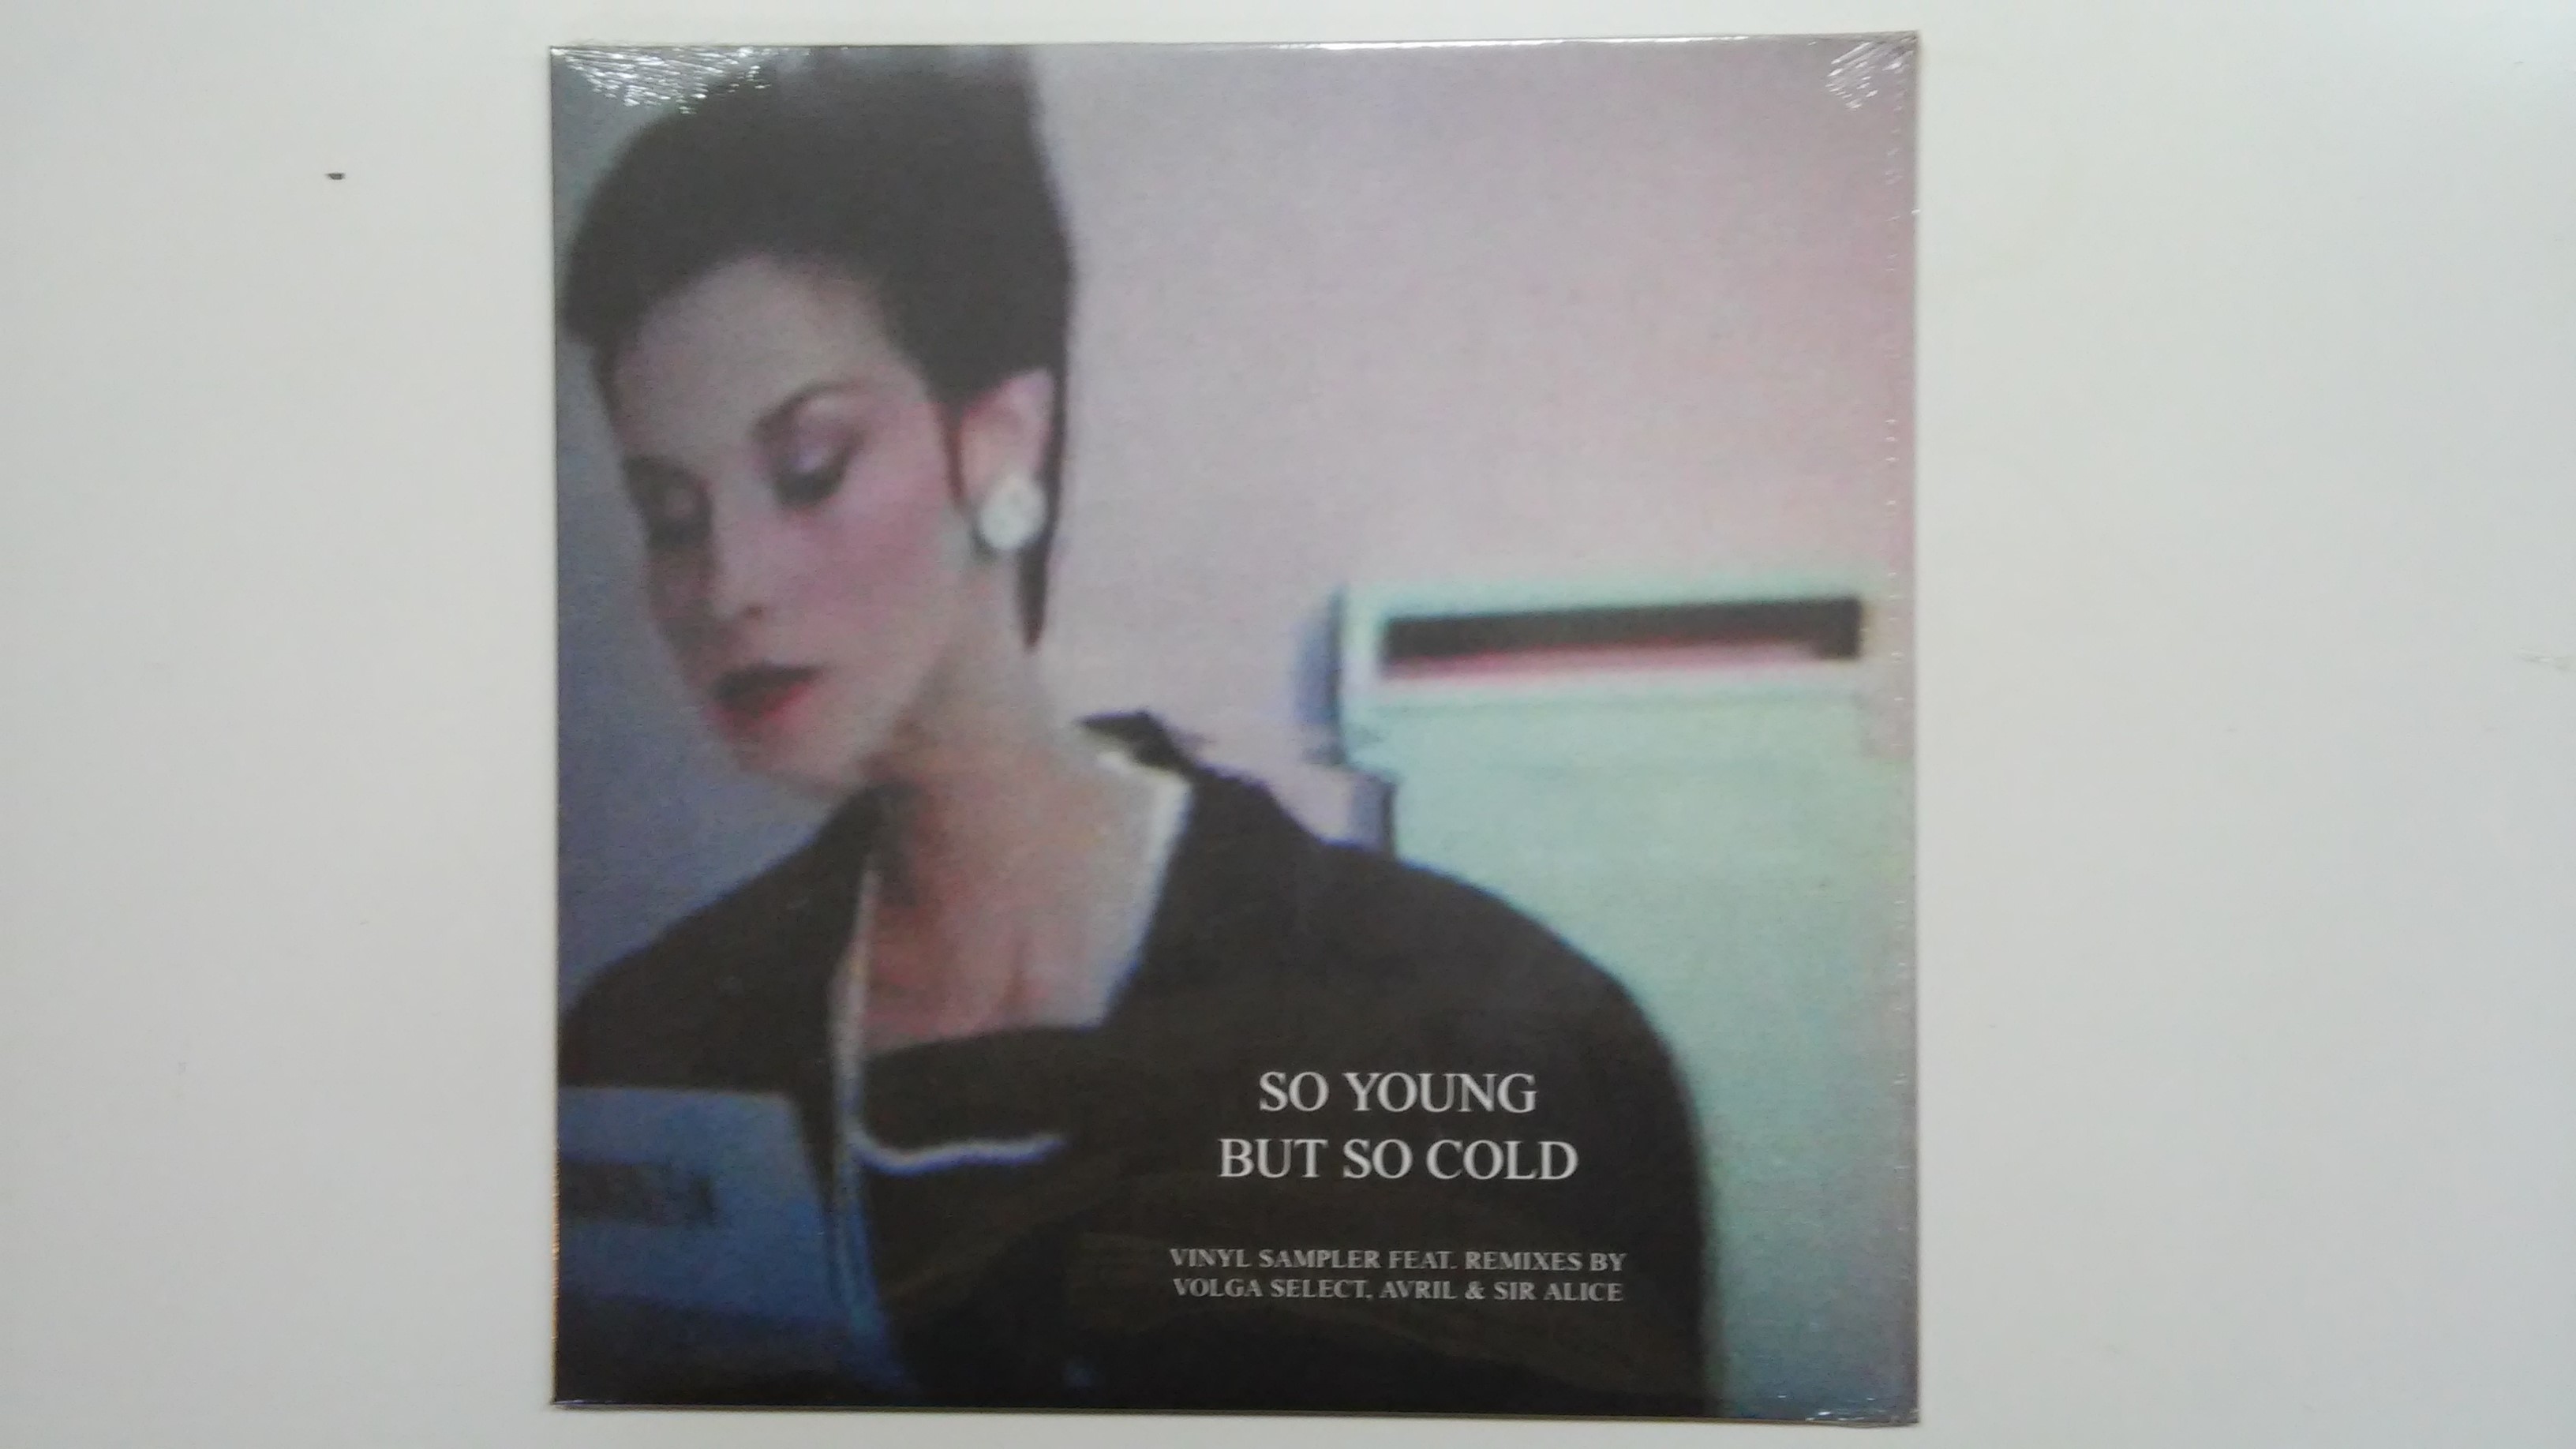 SO YOUNG
BUT SO COLD
VINYL SAMPLER FEAT. REMIXES BY
VOLGA SELECT, AVRIL & SIR ALICE